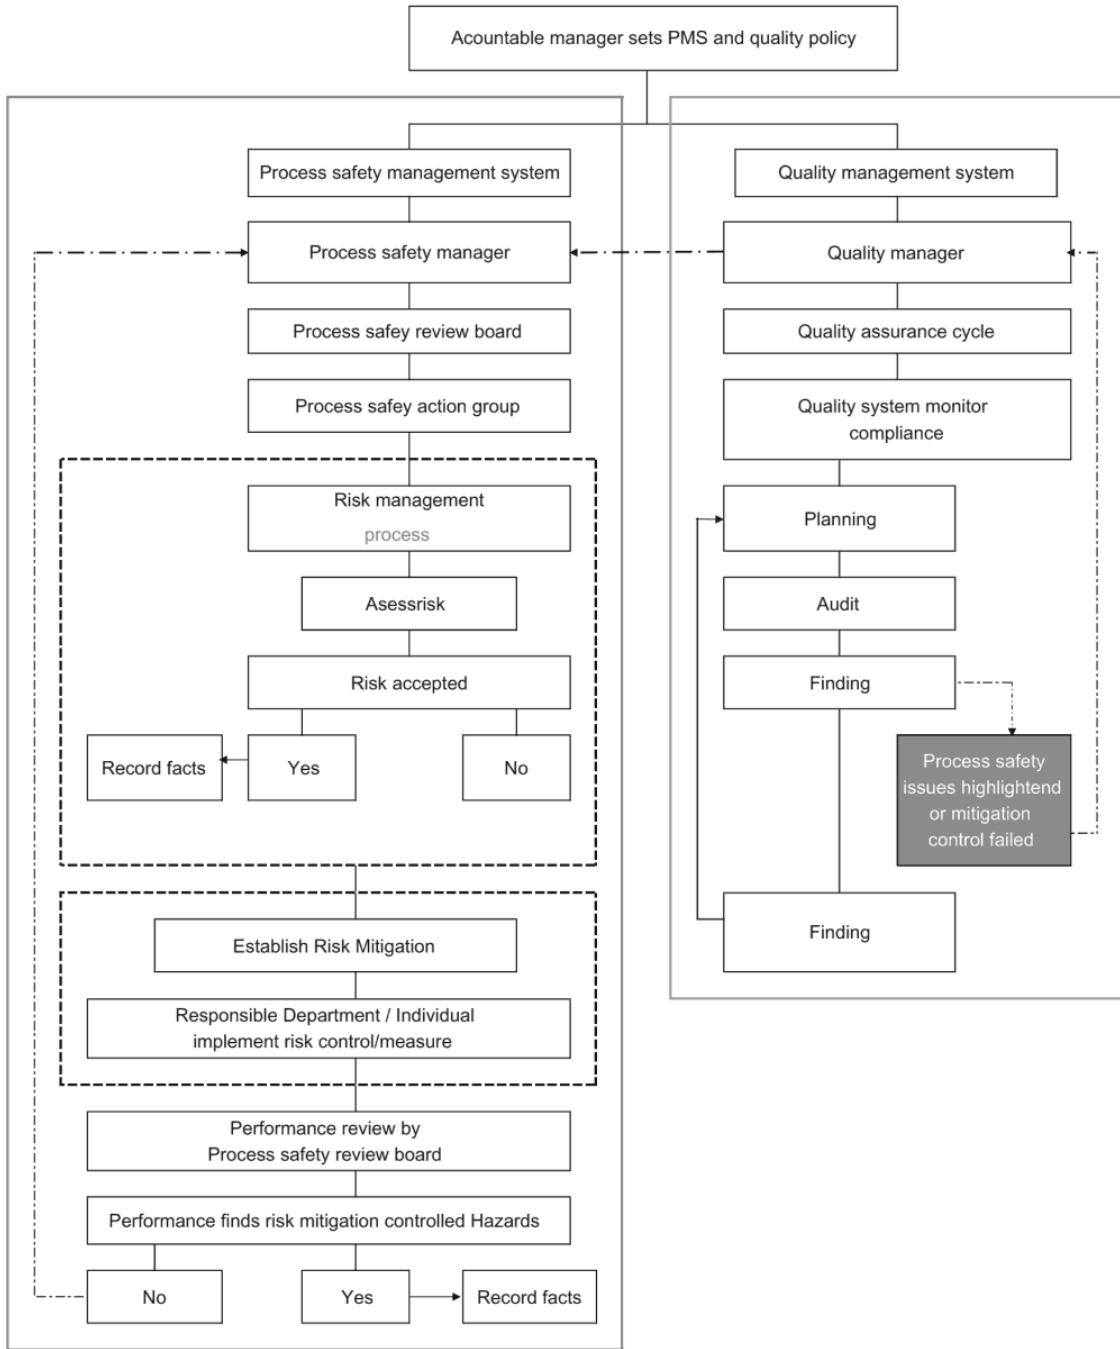 Acountable manager sets PMS and quality policy
Process safety management system
Process safety manager
Process safey review board
Process safey action group
Risk management
process
Asessrisk
Risk accepted
Record facts
Yes
No
Establish Risk Mitigation
Responsible Department / Individual
implement risk control/measure
Performance review by
Process safety review board
Performance finds risk mitigation controlled Hazards
No
Yes
Record facts
Quality management system
Quality manager
Quality assurance cycle
Quality system monitor
compliance
Planning
Audit
Finding
Process safety
issues highlightend
or mitigation
control failed
Finding